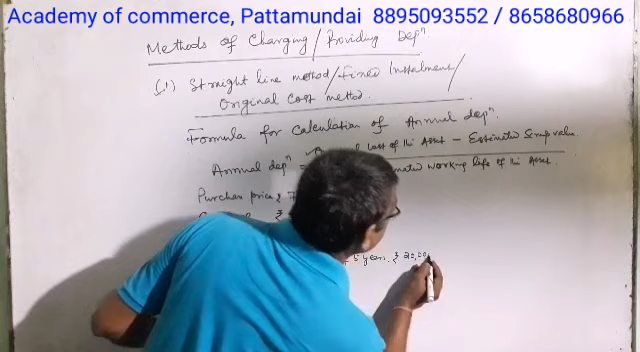 Academy of commerce, Pattamundai 8895093552 / 8658680966
Methods of Charging / Providing Depn
(1) Straight line method / Fixed Instalment /
Original Cost method.
Formula for Calculation of Annual depn.
Annual depn = Cost of the Asset - Estimated Scrap value
working life of the Asset.
Purchase price ₹ 7
₹
5 years. ₹ 20,00